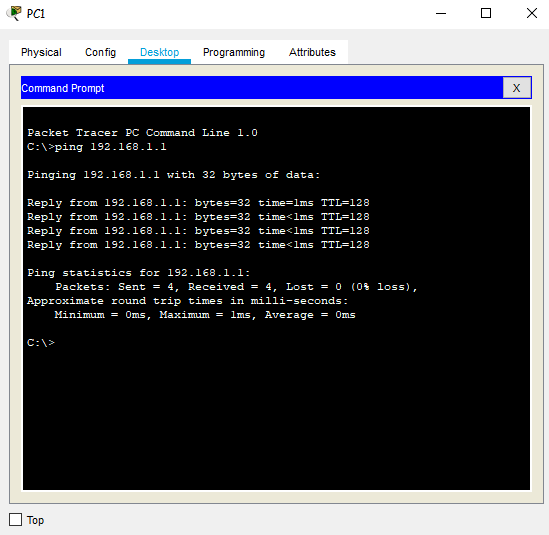 PC1
Physical Config Desktop Programming Attributes
Command Prompt X
Packet Tracer PC Command Line 1.0
C:\>ping 192.168.1.1
Pinging 192.168.1.1 with 32 bytes of data:
Reply from 192.168.1.1: bytes=32 time=1ms TTL=128
Reply from 192.168.1.1: bytes=32 time<1ms TTL=128
Reply from 192.168.1.1: bytes=32 time<1ms TTL=128
Reply from 192.168.1.1: bytes=32 time<1ms TTL=128
Ping statistics for 192.168.1.1:
    Packets: Sent = 4, Received = 4, Lost = 0 (0% loss),
Approximate round trip times in milli-seconds:
    Minimum = 0ms, Maximum = 1ms, Average = 0ms
C:\>
Top